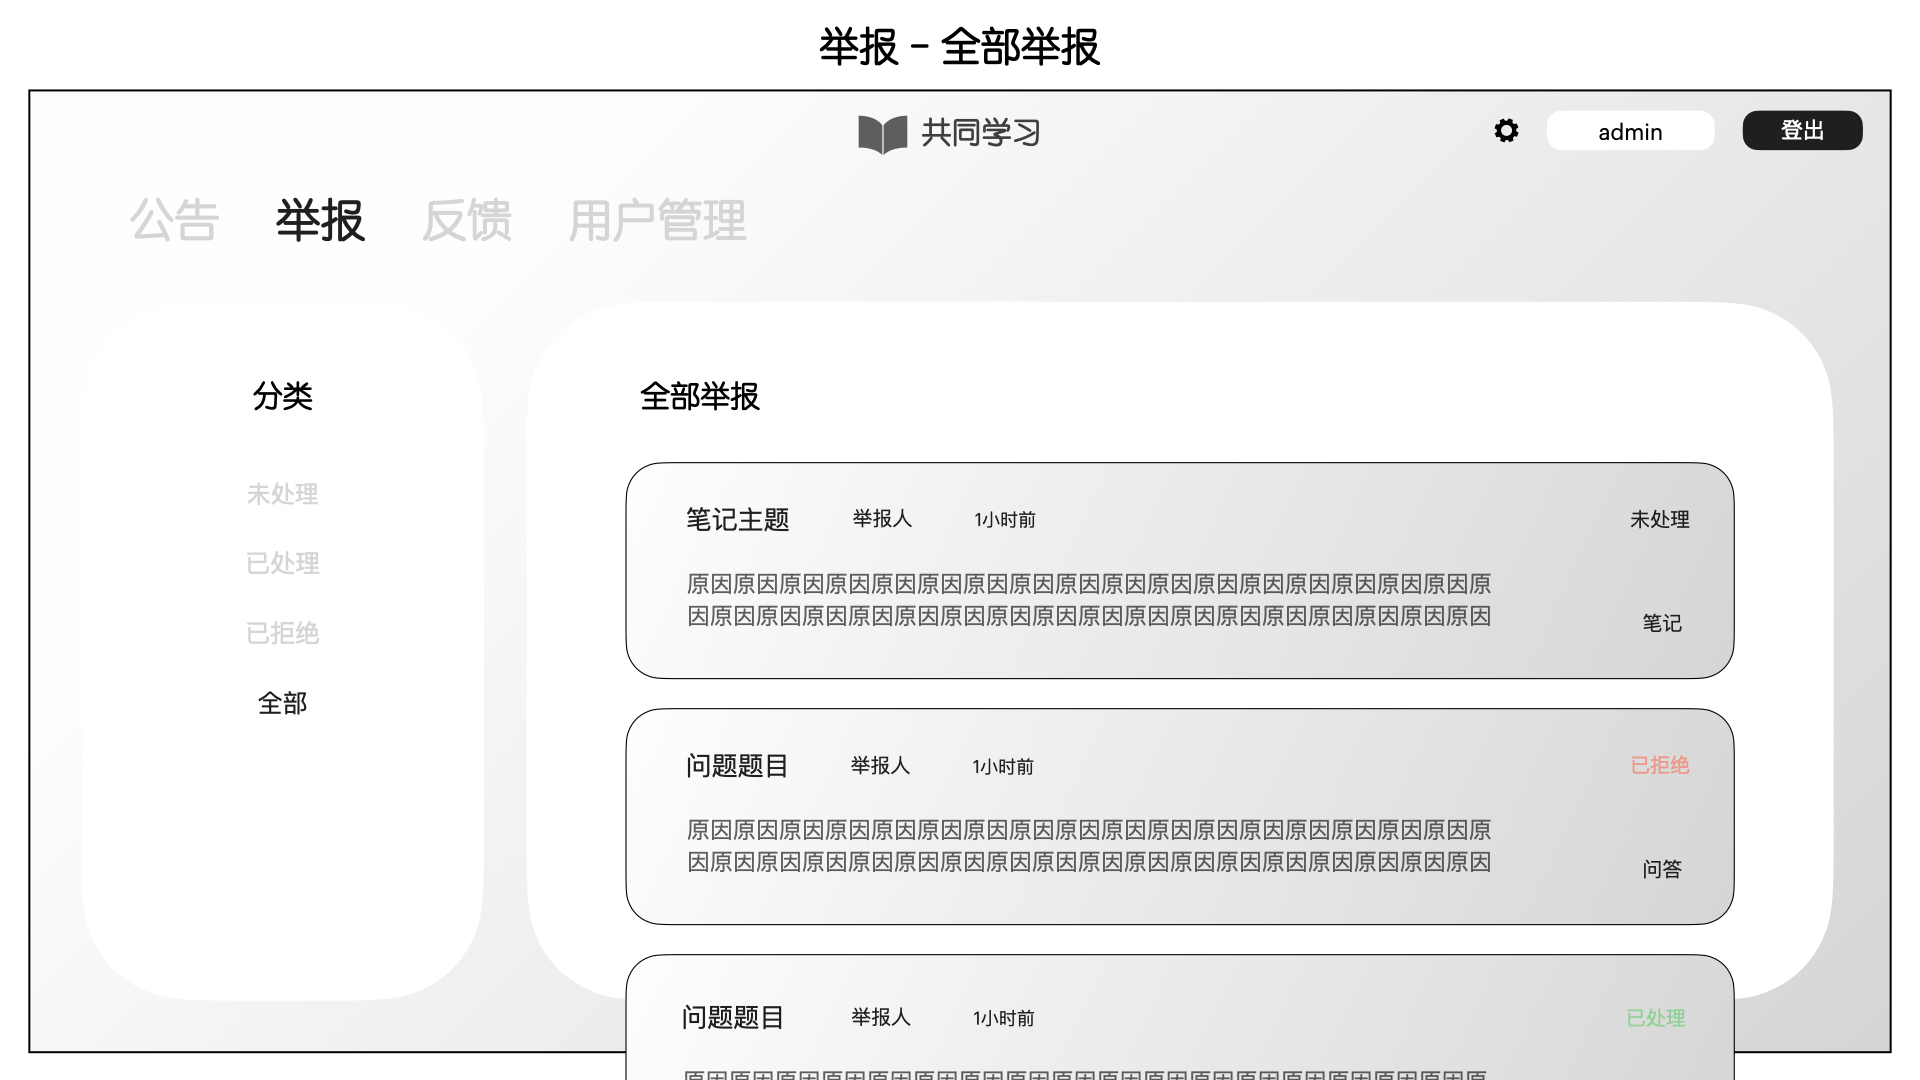 举报 - 全部举报
共同学习
admin
登出
公告 举报 反馈 用户管理
分类
未处理
已处理
已拒绝
全部
全部举报
笔记主题 举报人 1小时前 未处理
原因原因原因原因原因原因原因原因原因原因原因原因原因原因原因原因原因原
因原因原因原因原因原因原因原因原因原因原因原因原因原因原因原因原因原因
笔记
问题题目 举报人 1小时前 已拒绝
原因原因原因原因原因原因原因原因原因原因原因原因原因原因原因原因原因原
因原因原因原因原因原因原因原因原因原因原因原因原因原因原因原因原因原因
问答
问题题目 举报人 1小时前 已处理
原因原因原因原因原因原因原因原因原因原因原因原因原因原因原因原因原因原